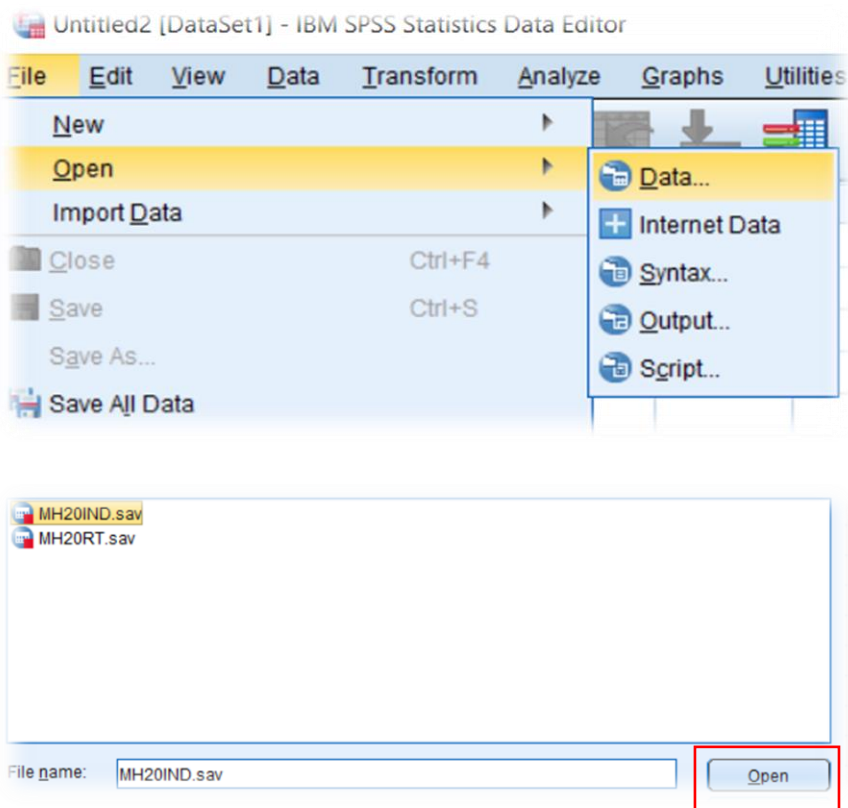 Untitled2 [DataSet1] - IBM SPSS Statistics Data Editor
File Edit View Data Transform Analyze Graphs Utilities
New
Open
Import Data
Close Ctrl+F4
Save Ctrl+S
Save As...
Save All Data
Data...
Internet Data
Syntax...
Output...
Script...
MH20IND.sav
MH20RT.sav
File name: MH20IND.sav Open